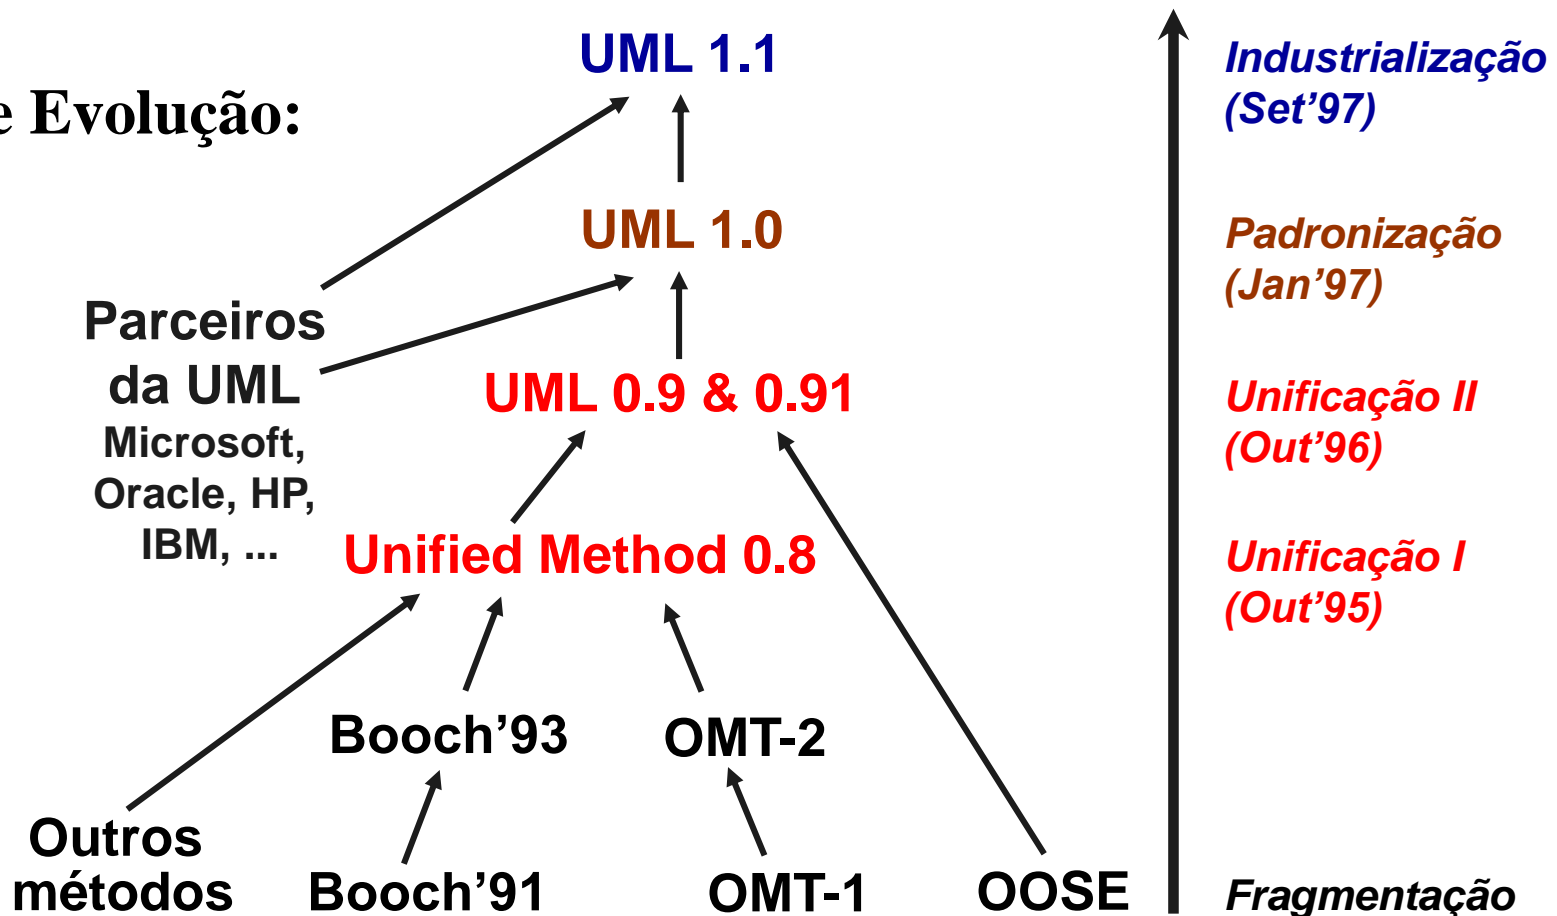 e Evolução:
UML 1.1
Industrialização
(Set’97)
UML 1.0
Padronização
(Jan’97)
Parceiros
da UML
Microsoft,
Oracle, HP,
IBM, ...
UML 0.9 & 0.91
Unificação II
(Out’96)
Unified Method 0.8
Unificação I
(Out’95)
Booch’93
OMT-2
Outros
métodos
Booch’91
OMT-1
OOSE
Fragmentação